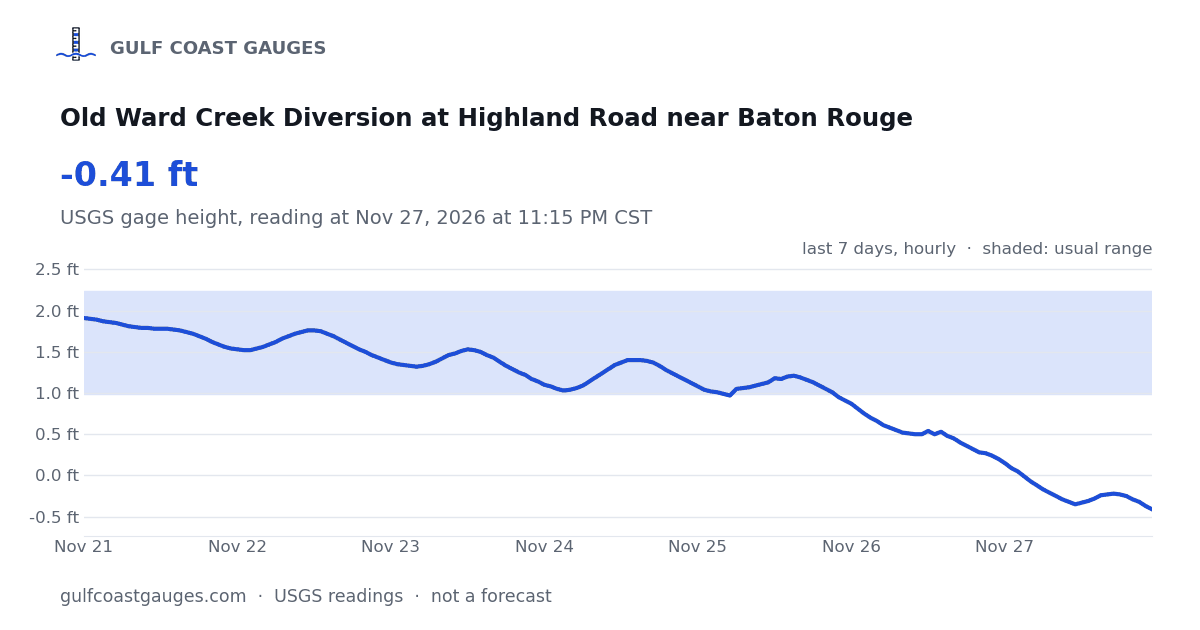 GULF COAST GAUGES
Old Ward Creek Diversion at Highland Road near Baton Rouge
-0.41 ft
USGS gage height, reading at Nov 27, 2026 at 11:15 PM CST
last 7 days, hourly · shaded: usual range
2.5 ft
2.0 ft
1.5 ft
1.0 ft
0.5 ft
0.0 ft
-0.5 ft
Nov 21 Nov 22 Nov 23 Nov 24 Nov 25 Nov 26 Nov 27
gulfcoastgauges.com · USGS readings · not a forecast